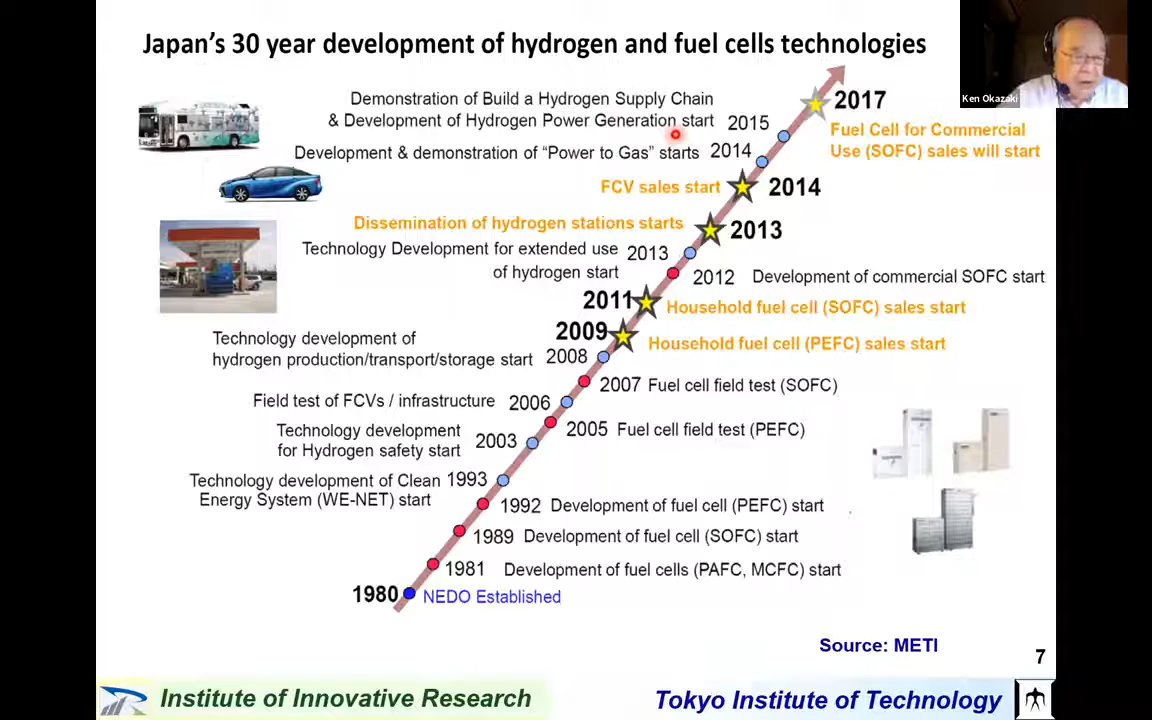 Japan's 30 year development of hydrogen and fuel cells technologies
Ken Okazaki
Demonstration of Build a Hydrogen Supply Chain
& Development of Hydrogen Power Generation start 2015
2017
Fuel Cell for Commercial
Use (SOFC) sales will start
Development & demonstration of "Power to Gas" starts 2014
FCV sales start 2014
Dissemination of hydrogen stations starts 2013
Technology Development for extended use
of hydrogen start 2013
2012 Development of commercial SOFC start
2011 Household fuel cell (SOFC) sales start
2009 Household fuel cell (PEFC) sales start
Technology development of
hydrogen production/transport/storage start 2008
2007 Fuel cell field test (SOFC)
Field test of FCVs / infrastructure 2006
2005 Fuel cell field test (PEFC)
Technology development
for Hydrogen safety start 2003
Technology development of Clean 1993
Energy System (WE-NET) start
1992 Development of fuel cell (PEFC) start
1989 Development of fuel cell (SOFC) start
1981 Development of fuel cells (PAFC, MCFC) start
1980 NEDO Established
Source: METI
7
Institute of Innovative Research
Tokyo Institute of Technology